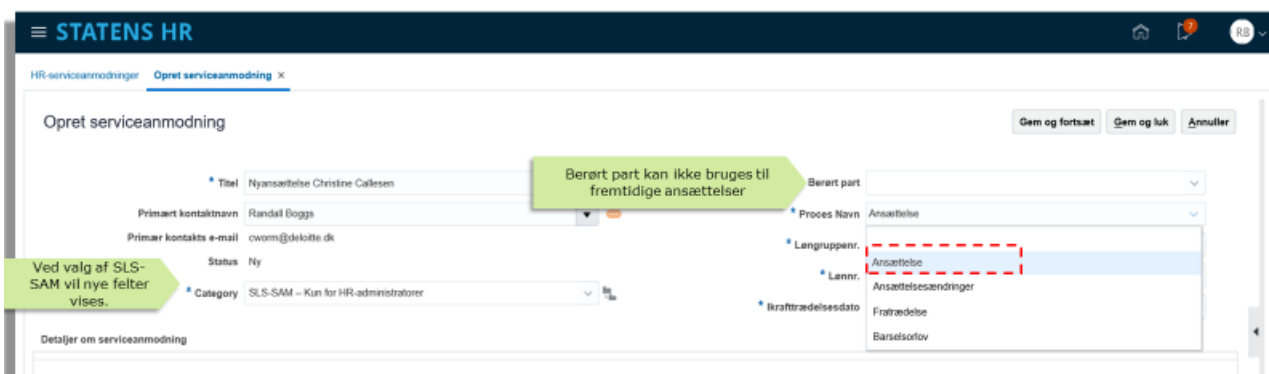 ≡ STATENS HR
7
RB
HR-serviceanmodninger Opret serviceanmodning ×
Opret serviceanmodning
Gem og fortsæt Gem og luk Annuller
* Titel Nyansættelse Christine Callesen
Berørt part kan ikke bruges til
fremtidige ansættelser
Berørt part
Primært kontaktnavn Randall Boggs
* Proces Navn Ansættelse
Primær kontakts e-mail cworm@deloitte.dk
* Løngruppenr.
Status Ny
Ansættelse
Ved valg af SLS-
SAM vil nye felter
vises.
* Lønnr.
* Category SLS-SAM – Kun for HR-administratorer
Ansættelsesændringer
* Ikrafttrædelsesdato
Fratrædelse
Barselsorlov
Detaljer om serviceanmodning